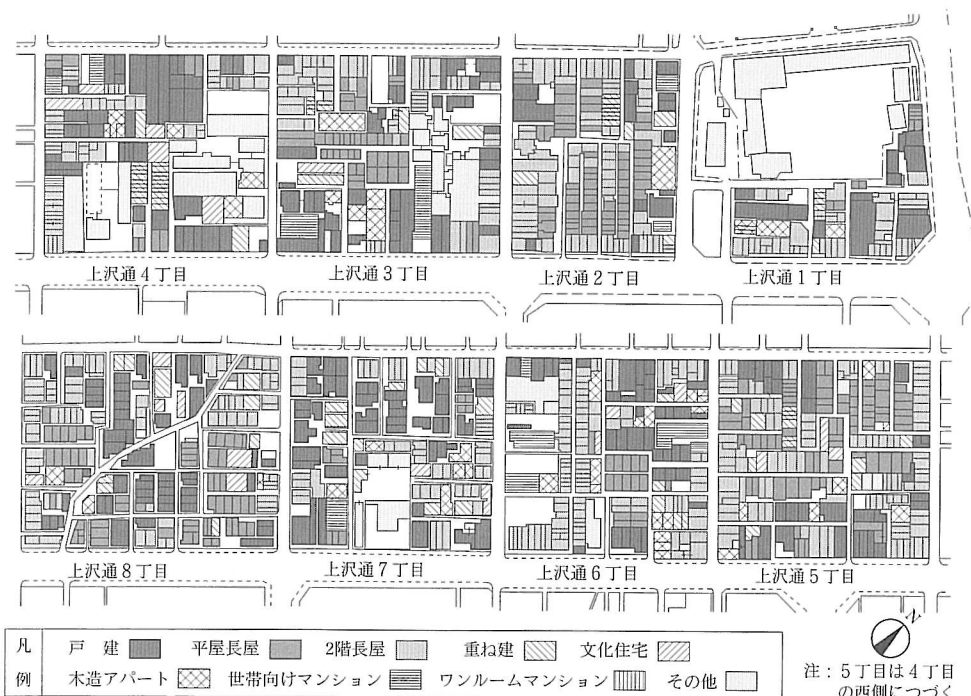 上沢通4丁目 上沢通3丁目 上沢通2丁目 上沢通1丁目
上沢通8丁目 上沢通7丁目 上沢通6丁目 上沢通5丁目
凡例
戸建 平屋長屋 2階長屋 重ね建 文化住宅
木造アパート 世帯向けマンション ワンルームマンション その他
N
注:5丁目は4丁目
の西側につづく